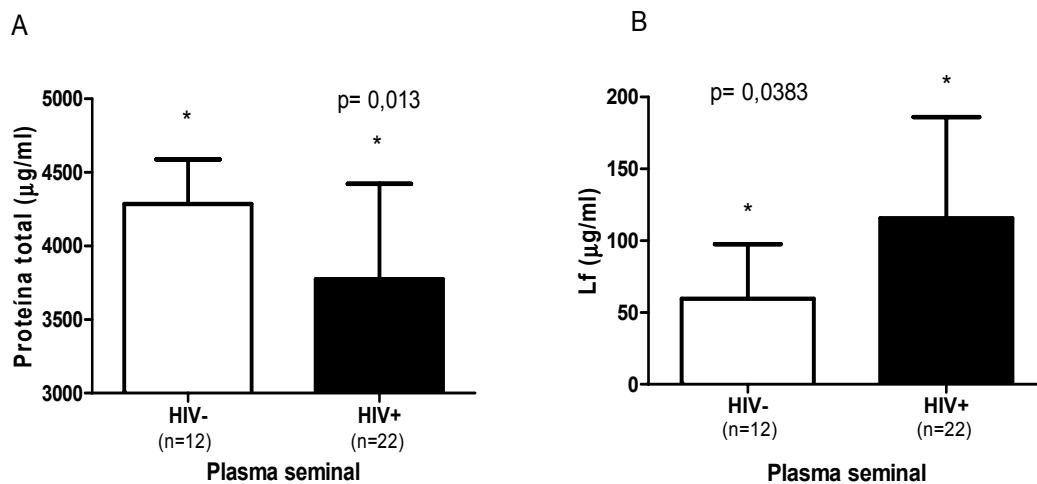 A
Proteína total (µg/ml)
5000
4500
4000
3500
3000
*
p= 0,013
*
HIV-
(n=12)
HIV+
(n=22)
Plasma seminal
B
Lf (µg/ml)
200
150
100
50
0
p= 0,0383
*
*
HIV-
(n=12)
HIV+
(n=22)
Plasma seminal